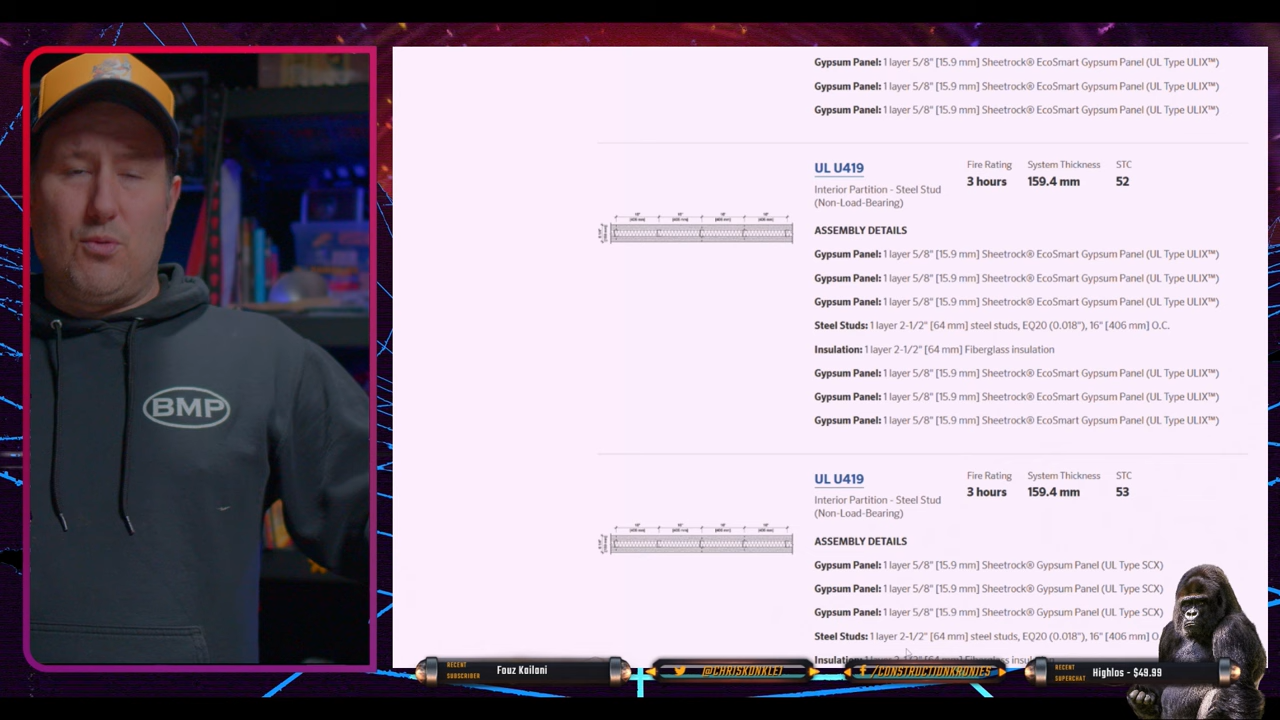 Gypsum Panel: 1 layer 5/8" [15.9 mm] Sheetrock® EcoSmart Gypsum Panel (UL Type ULIX™)
Gypsum Panel: 1 layer 5/8" [15.9 mm] Sheetrock® EcoSmart Gypsum Panel (UL Type ULIX™)
Gypsum Panel: 1 layer 5/8" [15.9 mm] Sheetrock® EcoSmart Gypsum Panel (UL Type ULIX™)
UL U419
Fire Rating System Thickness STC
3 hours 159.4 mm 52
Interior Partition - Steel Stud
(Non-Load-Bearing)
ASSEMBLY DETAILS
Gypsum Panel: 1 layer 5/8" [15.9 mm] Sheetrock® EcoSmart Gypsum Panel (UL Type ULIX™)
Gypsum Panel: 1 layer 5/8" [15.9 mm] Sheetrock® EcoSmart Gypsum Panel (UL Type ULIX™)
Gypsum Panel: 1 layer 5/8" [15.9 mm] Sheetrock® EcoSmart Gypsum Panel (UL Type ULIX™)
Steel Studs: 1 layer 2-1/2" [64 mm] steel studs, EQ20 (0.018"), 16" [406 mm] O.C.
Insulation: 1 layer 2-1/2" [64 mm] Fiberglass insulation
Gypsum Panel: 1 layer 5/8" [15.9 mm] Sheetrock® EcoSmart Gypsum Panel (UL Type ULIX™)
Gypsum Panel: 1 layer 5/8" [15.9 mm] Sheetrock® EcoSmart Gypsum Panel (UL Type ULIX™)
Gypsum Panel: 1 layer 5/8" [15.9 mm] Sheetrock® EcoSmart Gypsum Panel (UL Type ULIX™)
UL U419
Fire Rating System Thickness STC
3 hours 159.4 mm 53
Interior Partition - Steel Stud
(Non-Load-Bearing)
ASSEMBLY DETAILS
Gypsum Panel: 1 layer 5/8" [15.9 mm] Sheetrock® Gypsum Panel (UL Type SCX)
Gypsum Panel: 1 layer 5/8" [15.9 mm] Sheetrock® Gypsum Panel (UL Type SCX)
Gypsum Panel: 1 layer 5/8" [15.9 mm] Sheetrock® Gypsum Panel (UL Type SCX)
Steel Studs: 1 layer 2-1/2" [64 mm] steel studs, EQ20 (0.018"), 16" [406 mm] O
Insulation: 1 layer
BMP
RECENT SUBSCRIBER
Fouz Kailani
@CHRISKONKLE1
/CONSTRUCTIONKRONIES
RECENT SUPERCHAT
Highlos - $49.99